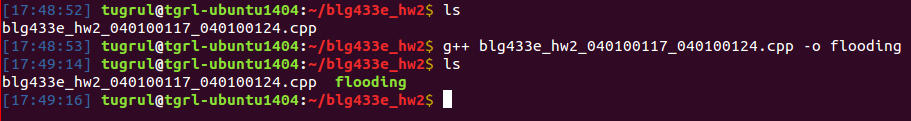 [17:48:52] tugrul@tgrl-ubuntu1404:~/blg433e_hw2$ ls
blg433e_hw2_040100117_040100124.cpp
[17:48:53] tugrul@tgrl-ubuntu1404:~/blg433e_hw2$ g++ blg433e_hw2_040100117_040100124.cpp -o flooding
[17:49:14] tugrul@tgrl-ubuntu1404:~/blg433e_hw2$ ls
blg433e_hw2_040100117_040100124.cpp  flooding
[17:49:16] tugrul@tgrl-ubuntu1404:~/blg433e_hw2$